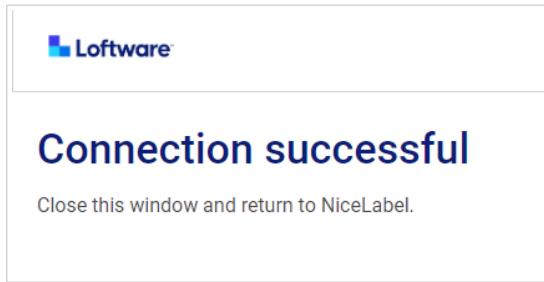 Loftware
Connection successful
Close this window and return to NiceLabel.